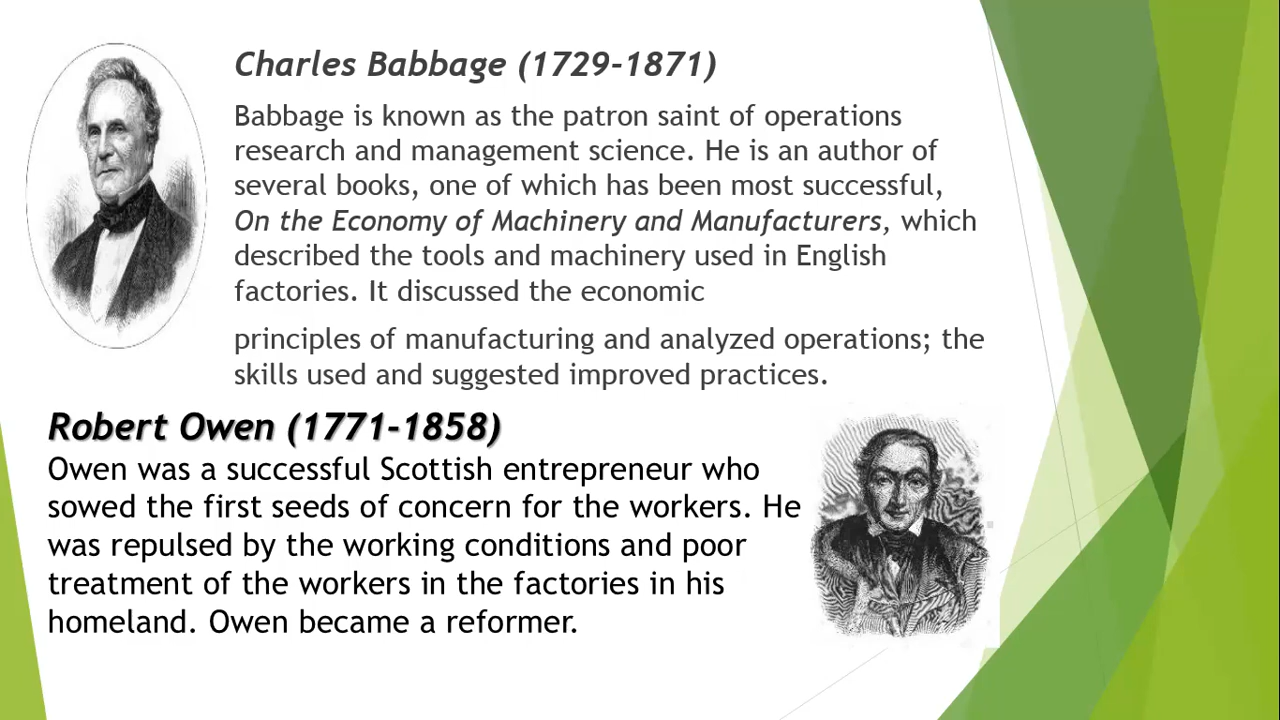 Charles Babbage (1729-1871)
Babbage is known as the patron saint of operations
research and management science. He is an author of
several books, one of which has been most successful,
On the Economy of Machinery and Manufacturers, which
described the tools and machinery used in English
factories. It discussed the economic
principles of manufacturing and analyzed operations; the
skills used and suggested improved practices.
Robert Owen (1771-1858)
Owen was a successful Scottish entrepreneur who
sowed the first seeds of concern for the workers. He
was repulsed by the working conditions and poor
treatment of the workers in the factories in his
homeland. Owen became a reformer.